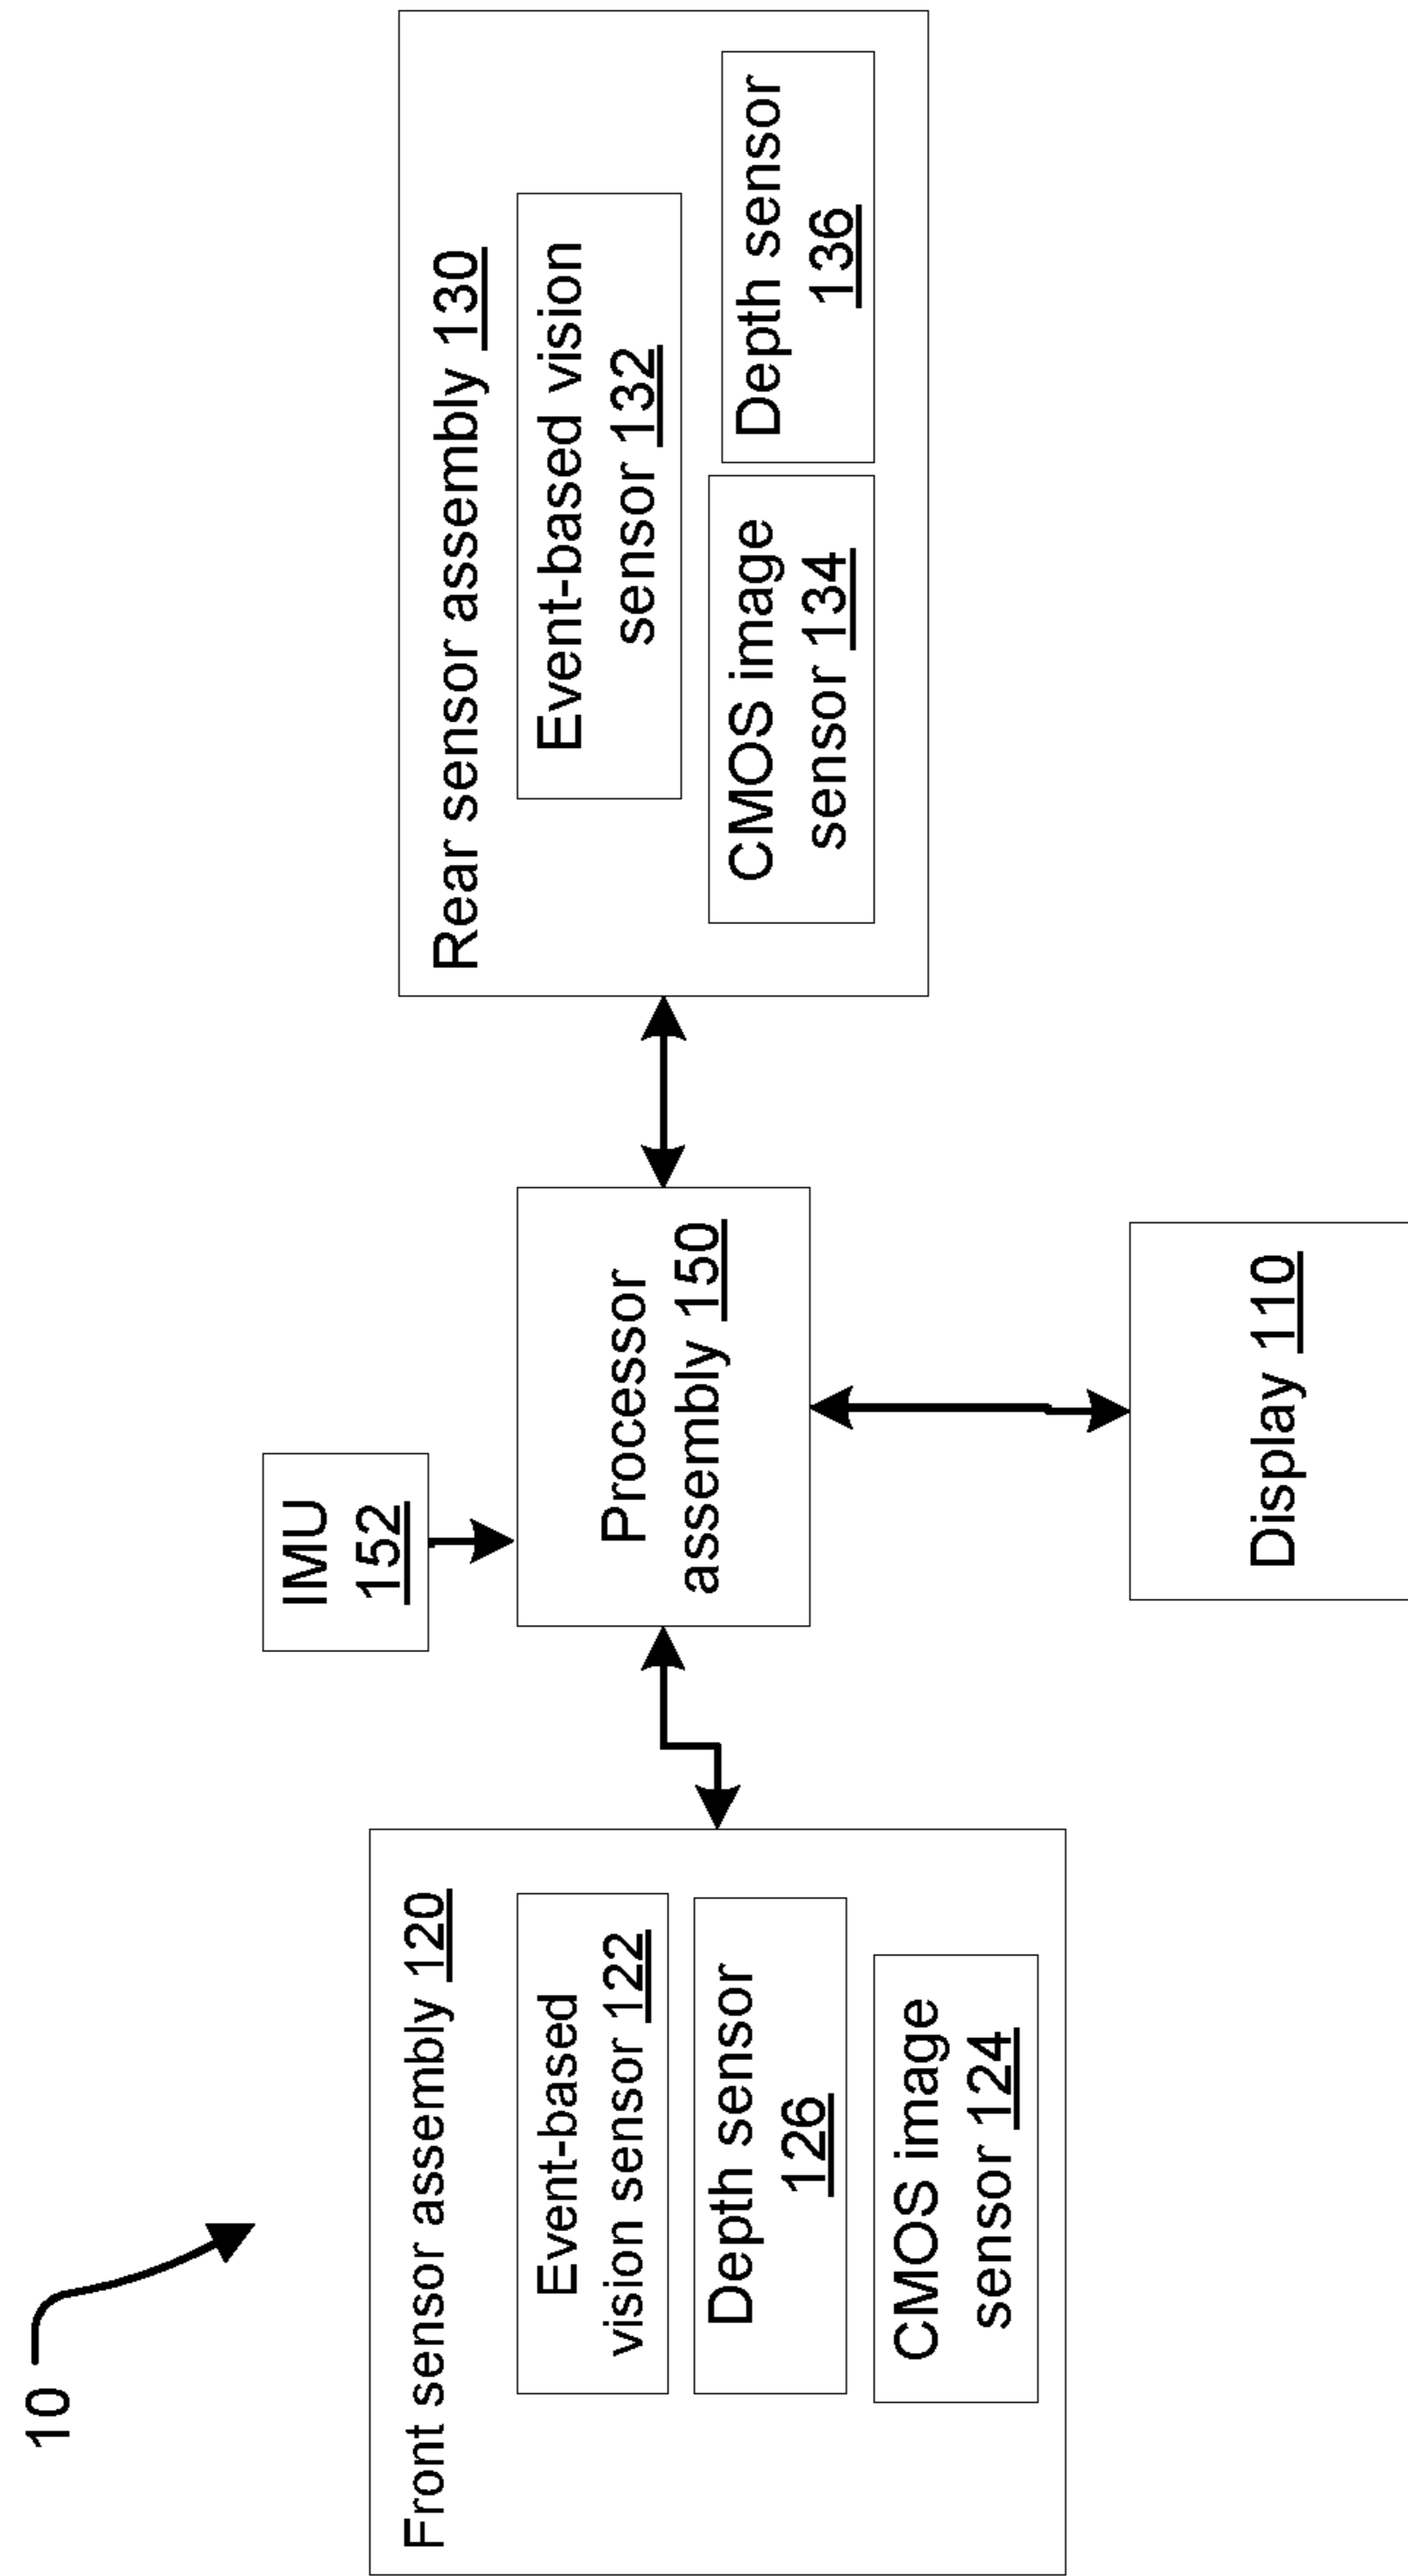 10
Front sensor assembly 120
Event-based
vision sensor 122
Depth sensor
126
CMOS image
sensor 124
IMU
152
Processor
assembly 150
Display 110
Rear sensor assembly 130
Event-based vision
sensor 132
CMOS image
sensor 134
Depth sensor
136